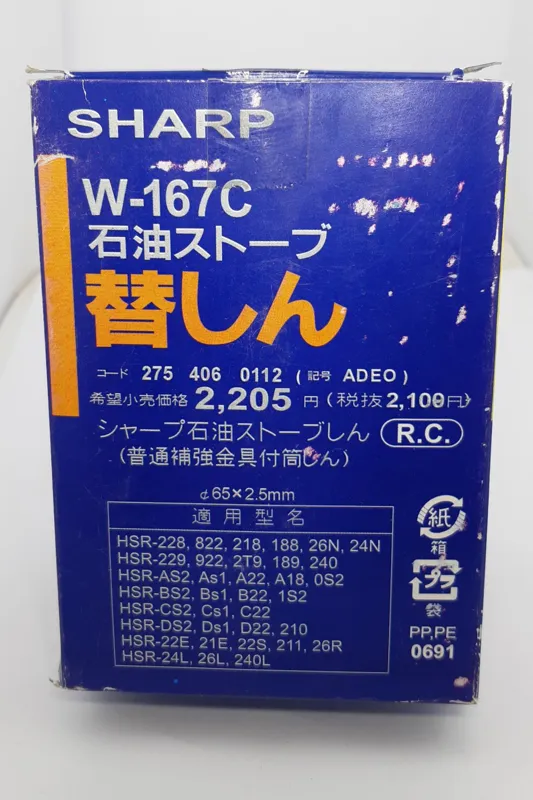 SHARP
W-167C
石油ストーブ
替しん
コード 275 406 0112 (記号 ADEO)
希望小売価格 2,205 円 (税抜 2,100円)
シャープ石油ストーブしん R.C.
(普通補強金具付筒しん)
¢65×2.5mm
適用型名
HSR-228, 822, 218, 188, 26N, 24N
HSR-229, 922, 2T9, 189, 240
HSR-AS2, As1, A22, A18, 0S2
HSR-BS2, Bs1, B22, 1S2
HSR-CS2, Cs1, C22
HSR-DS2, Ds1, D22, 210
HSR-22E, 21E, 22S, 211, 26R
HSR-24L, 26L, 240L
紙
箱
プラ
袋
PP,PE
0691